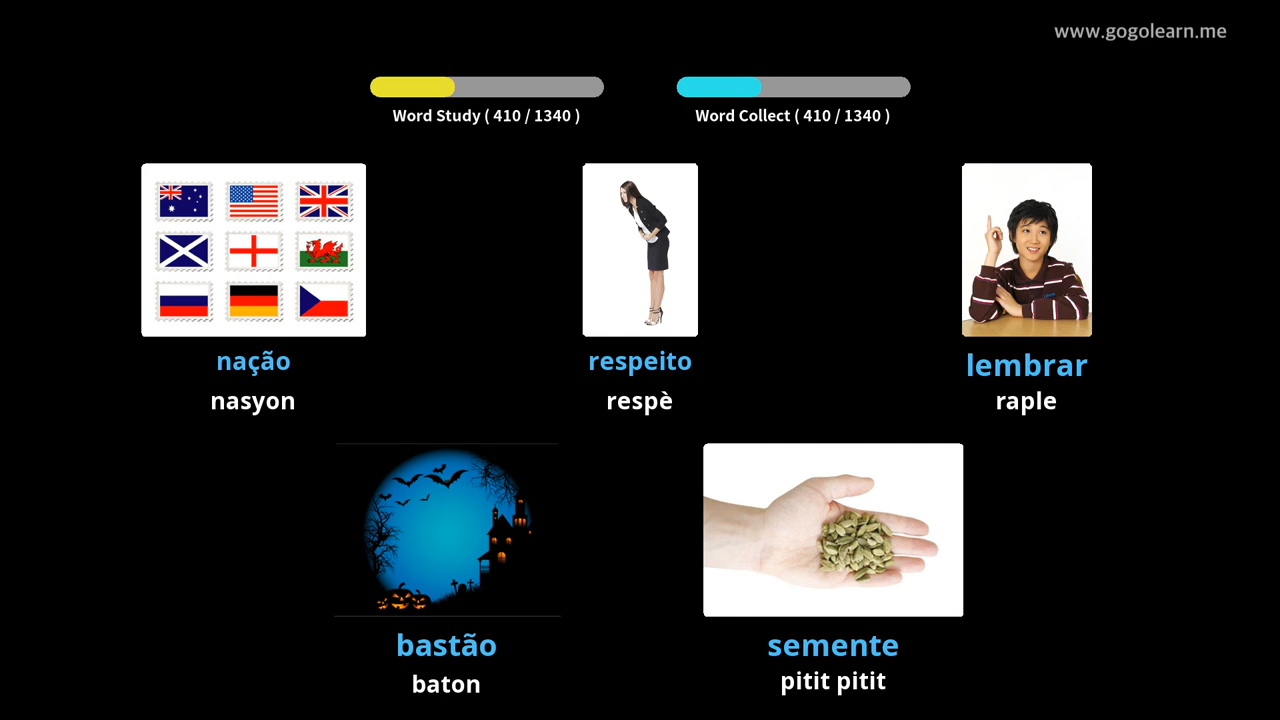 www.gogolearn.me
Word Study ( 410 / 1340 )
Word Collect ( 410 / 1340 )
nação
nasyon
respeito
respè
lembrar
raple
bastão
baton
semente
pitit pitit